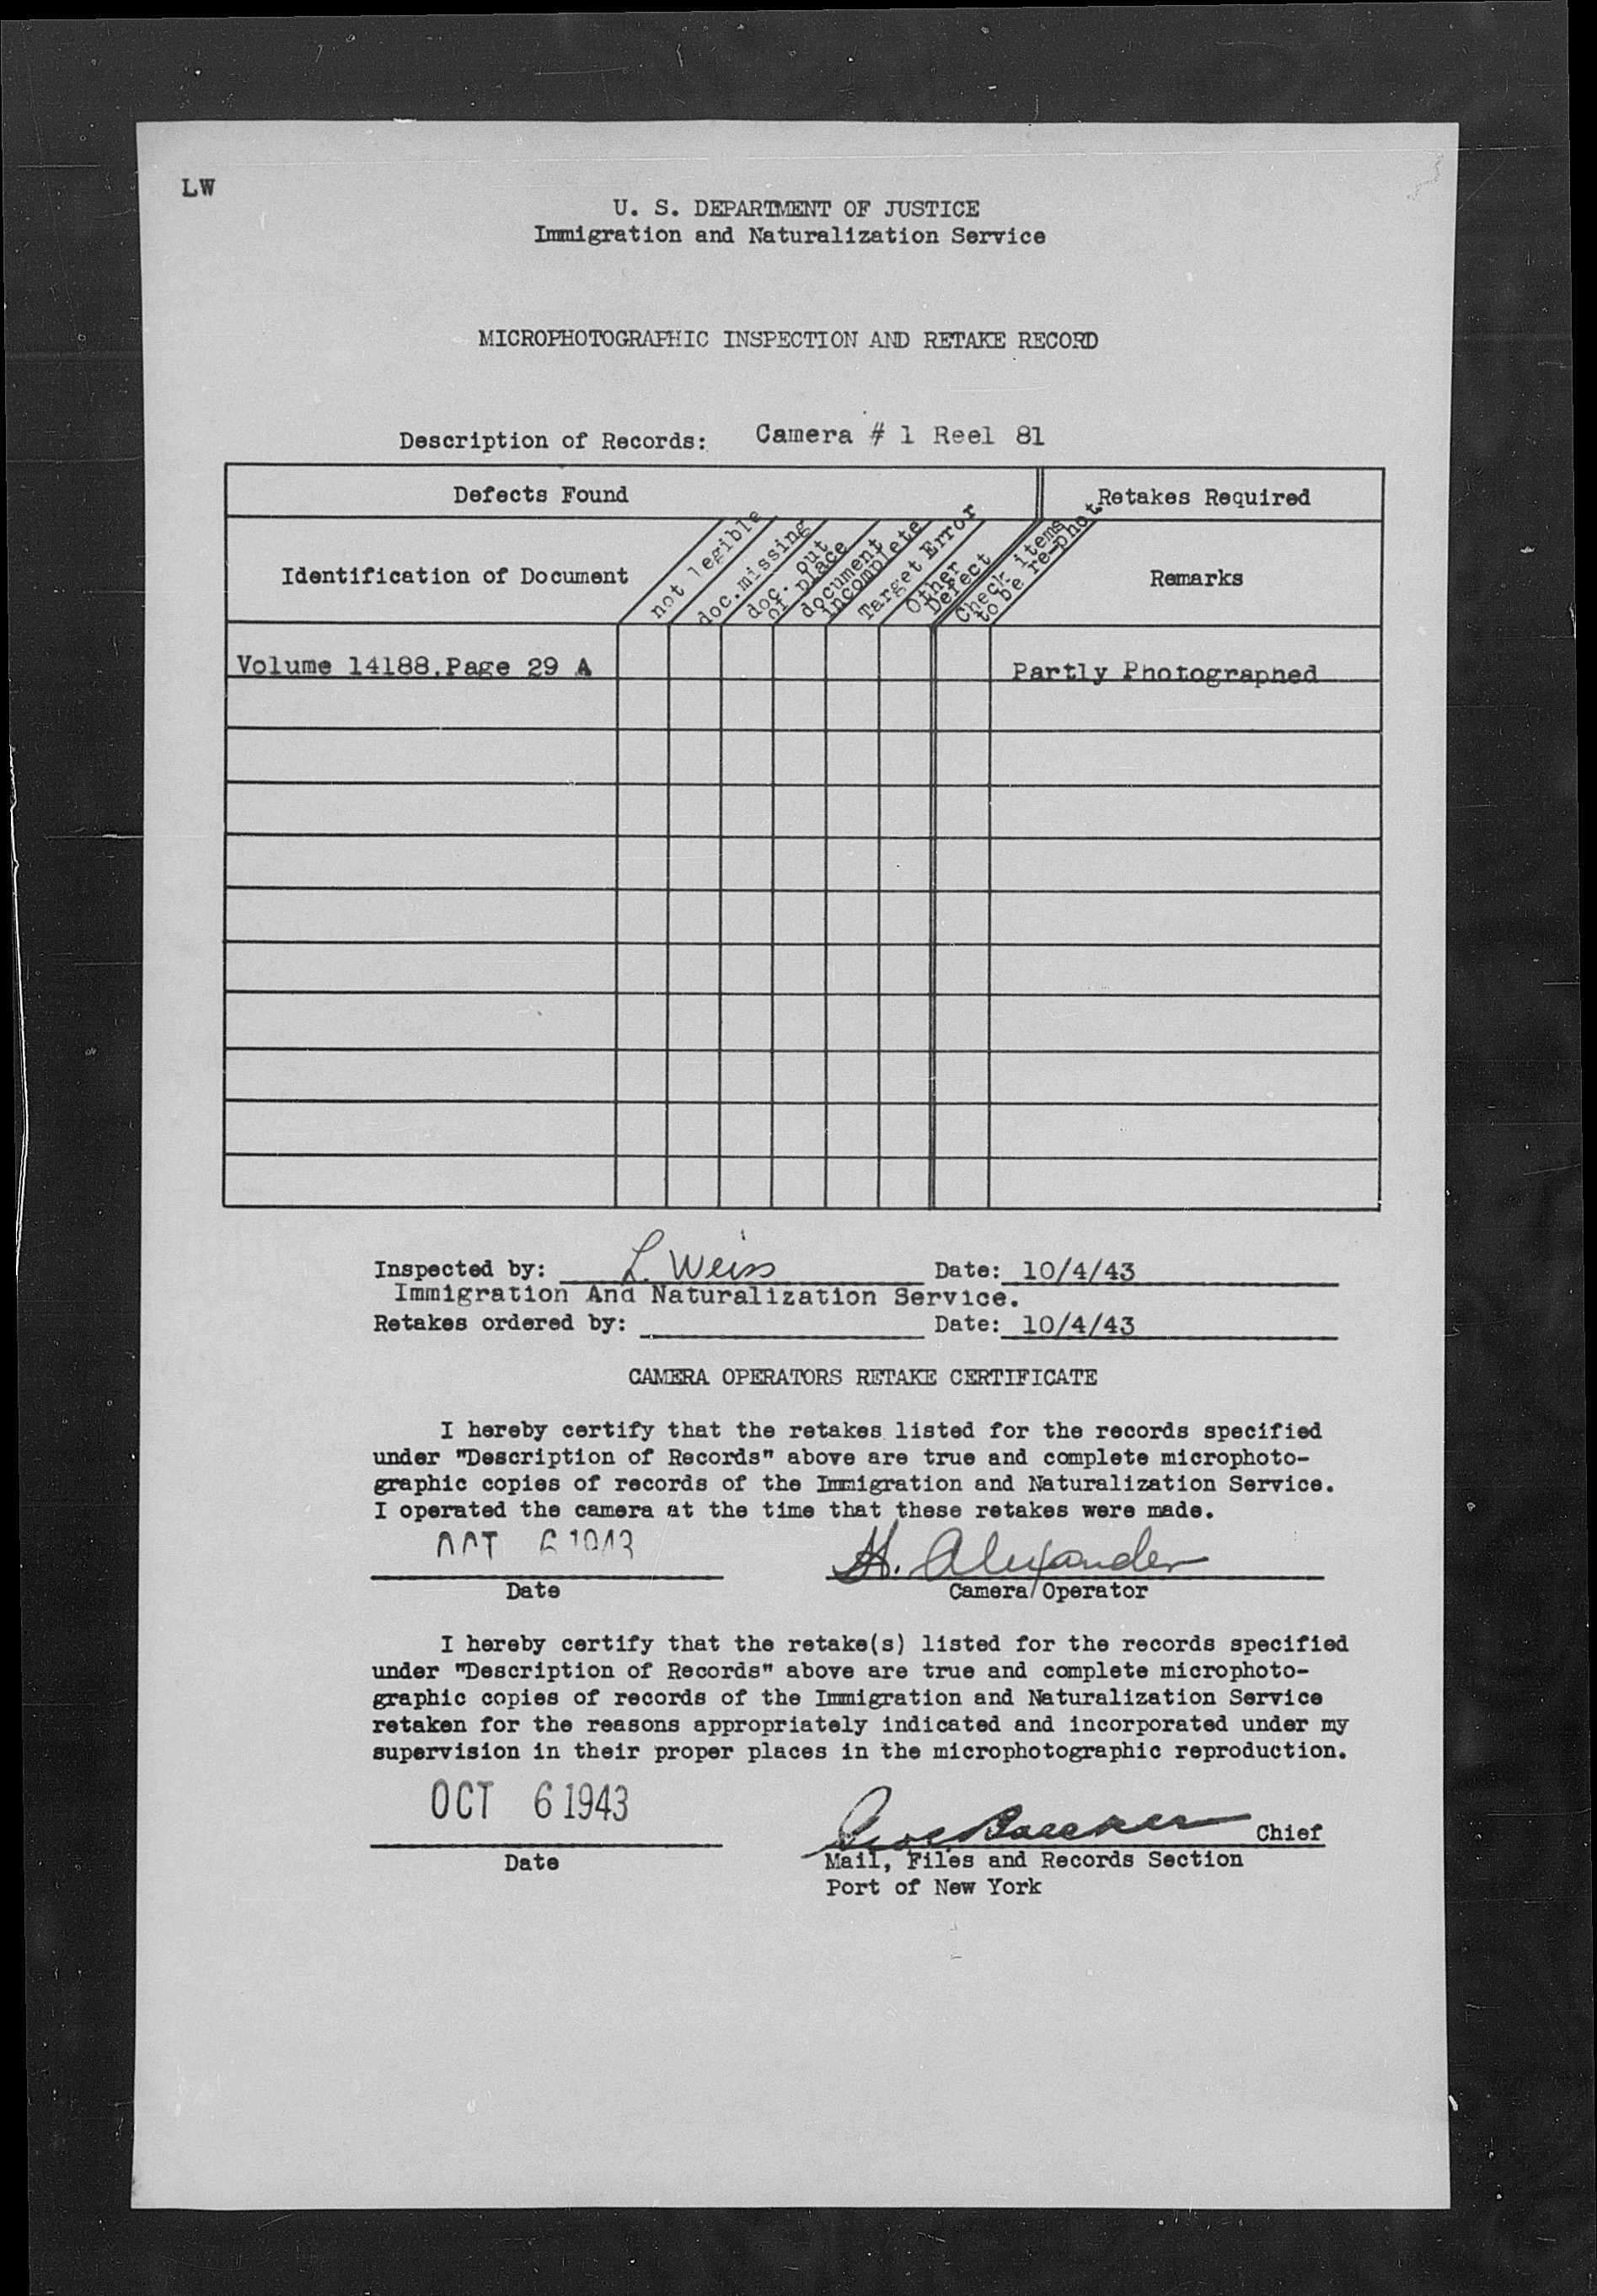 LW
U. S. DEPARTMENT OF JUSTICE
Immigration and Naturalization Service
MICROPHOTOGRAPHIC INSPECTION AND RETAKE RECORD
Description of Records: Camera # 1 Reel 81
Defects Found
Retakes Required
Identification of Document
not legible
doc.missing
doc. out
of place
document
incomplete
Target Error
Other
Defect
Check items
to be re-phot.
Remarks
Volume 14188.Page 29 A
Partly Photographed
Inspected by: L. Weiss Date: 10/4/43
Immigration And Naturalization Service.
Retakes ordered by: Date: 10/4/43
CAMERA OPERATORS RETAKE CERTIFICATE
I hereby certify that the retakes listed for the records specified
under "Description of Records" above are true and complete microphoto-
graphic copies of records of the Immigration and Naturalization Service.
I operated the camera at the time that these retakes were made.
OCT 6 1943 H. Alexander
Date Camera Operator
I hereby certify that the retake(s) listed for the records specified
under "Description of Records" above are true and complete microphoto-
graphic copies of records of the Immigration and Naturalization Service
retaken for the reasons appropriately indicated and incorporated under my
supervision in their proper places in the microphotographic reproduction.
OCT 6 1943
Chief
Date Mail, Files and Records Section
Port of New York